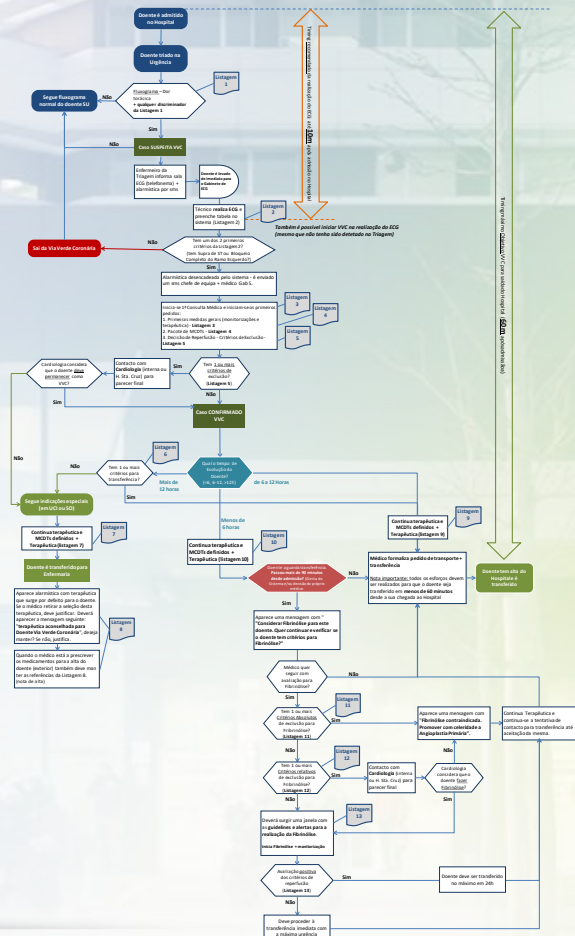 Doente é admitido
no Hospital
Doente triado na
Urgência
Listagem
1
Fluxograma – Dor
torácica
+ qualquer discriminador
da Listagem 1
Não
Segue fluxograma
normal do doente SU
Sim
Caso SUSPEITA VVC
Não
Enfermeiro da
Triagem informa sala
ECG (telefonema) +
alarmística por sms
Doente é levado
de imediato para
o Gabinete de
ECG
Técnico realiza ECG +
preenche tabela no
sistema (Listagem 2)
Listagem
2
Também é possível iniciar VVC na realização do ECG
(mesmo que não tenha sido detetado na Triagem)
Tem um dos 2 primeiros
critérios da Listagem 2?
(tem Supra de ST ou Bloqueio
Completo do Ramo Esquerdo?)
Não
Sai da Via Verde Coronária
Sim
Alarmística desencadeada pelo sistema - é enviado
um sms chefe de equipa + médico Gab 5.
Inicia-se 1ª Consulta Médica e iniciam-se os primeiros
pedidos:
1. Primeiras medidas gerais (monitorizações e
terapêutica) - Listagem 3
2. Pacote de MCDTs - Listagem 4
3. Decisão de Reperfusão - Critérios de Exclusão -
Listagem 5
Listagem
3
Listagem
4
Listagem
5
Cardiologia considera
que o doente deve
permanecer como
VVC?
Contacto com
Cardiologia (interna ou
H. Sta. Cruz) para
parecer final
Sim
Tem 1 ou mais
critérios de
exclusão?
(Listagem 5)
Sim
Não
Caso CONFIRMADO
VVC
Não
Listagem
6
Tem 1 ou mais
critérios para
transferência?
Não
Sim
Qual o tempo de
Evolução do
Doente?
Mais de
12 horas
de 6 a 12 Horas
Menos de
6 horas
Segue indicações especiais
(em UCI ou SO)
Continua terapêutica e
MCDTs definidos +
Terapêutica (listagem 7)
Listagem
7
Doente é transferido para
Enfermaria
Aparece alarmística com terapêutica
que surge por defeito para o doente.
Se o médico retirar a seleção desta
terapêutica, deve justificar. Deverá
aparecer a mensagem seguinte:
"terapêutica aconselhada para
Doente Via Verde Coronária", deseja
manter? Se não, justifica.
Listagem
8
Quando o médico está a prescrever
os medicamentos para a alta do
doente (exterior) também devem
ter as referências da Listagem 8.
(nota de alta)
Continua terapêutica e
MCDTs definidos +
Terapêutica (listagem 10)
Listagem
10
Continua terapêutica e
MCDTs definidos +
Terapêutica (listagem 9)
Listagem
9
Passou mais de 90 minutos
desde admissão?
Não
Sim
Médico formaliza pedido de transporte +
transferência
Nota importante: todos os esforços devem
ser realizados para que o doente seja
transferido em menos de 60 minutos
desde a sua chegada ao Hospital
Doente tem alta do
Hospital e é
transferido
Aparece uma mensagem com "
"Considerar Fibrinólise para este
doente. Quer continuar e verificar se
o doente tem critérios para
Fibrinólise?"
Médico quer
seguir com
avaliação para
Fibrinólise?
Não
Sim
Listagem
11
Tem 1 ou mais
Critérios Absolutos
de exclusão para
Fibrinólise?
(Listagem 11)
Sim
Não
Aparece uma mensagem com
"Fibrinólise contraindicada.
Promover com celeridade a
Angioplastia Primária".
Continua Terapêutica e
continua-se a tentativa de
contacto para transferência até
aceitação da mesma.
Listagem
12
Tem 1 ou mais
Critérios relativos
de exclusão para
Fibrinólise?
(Listagem 12)
Sim
Não
Contacto com
Cardiologia (interna
ou H. Sta. Cruz) para
parecer final
Cardiologia
considera que o
doente fazer
Fibrinólise?
Não
Sim
Listagem
13
Deverá surgir uma janela com
as guidelines e alertas para a
realização da Fibrinólise.
Inicia Fibrinólise + monitorização
Avaliação positiva
dos critérios de
reperfusão
(Listagem 13)
Sim
Doente deve ser transferido
no máximo em 24h
Não
Deve proceder à
transferência imediata com
a máxima urgência